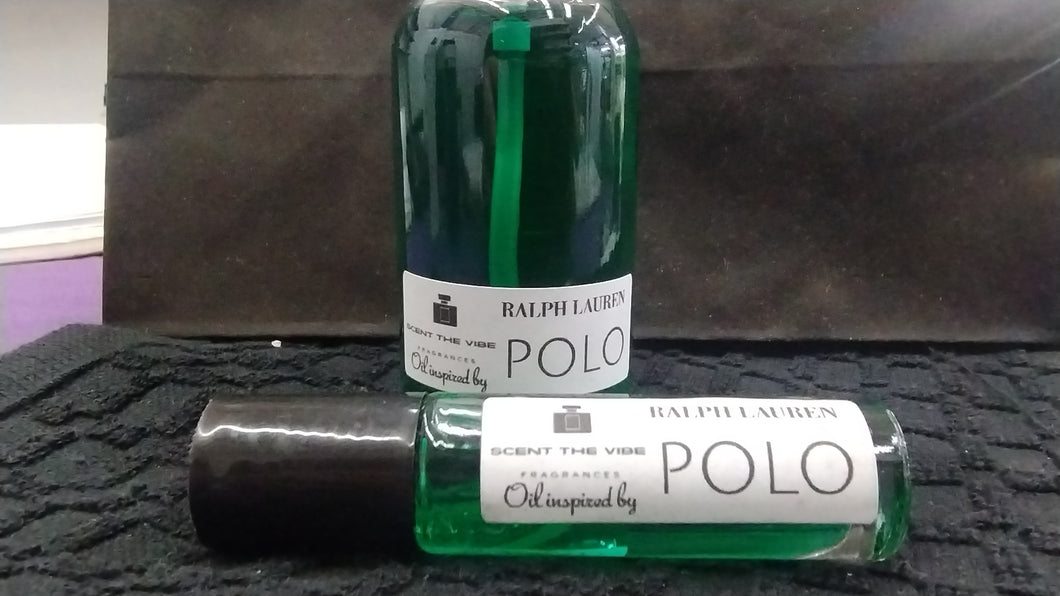 RALPH LAUREN
SCENT THE VIBE
FRAGRANCES
Oil inspired by
POLO
RALPH LAUREN
SCENT THE VIBE
FRAGRANCES
Oil inspired by
POLO